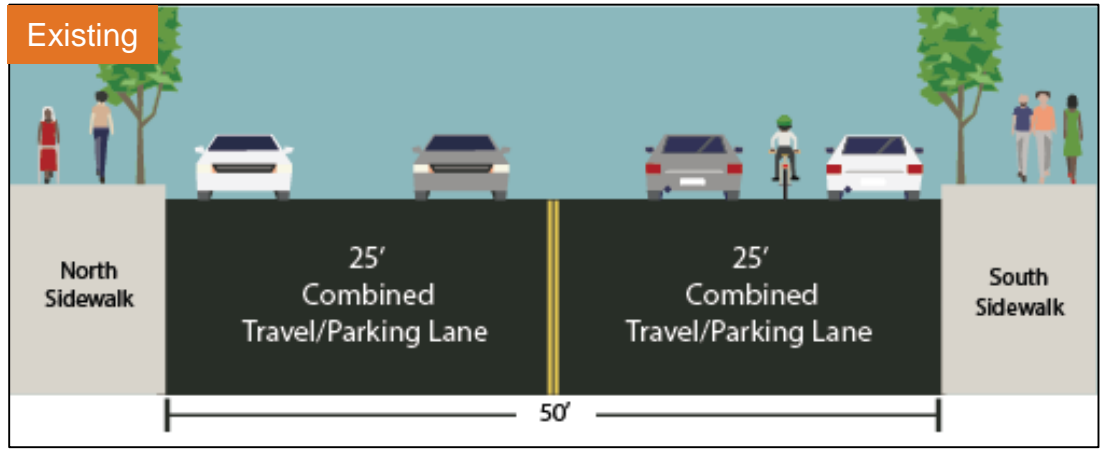 Existing
North
Sidewalk
25′
Combined
Travel/Parking Lane
25′
Combined
Travel/Parking Lane
South
Sidewalk
50′